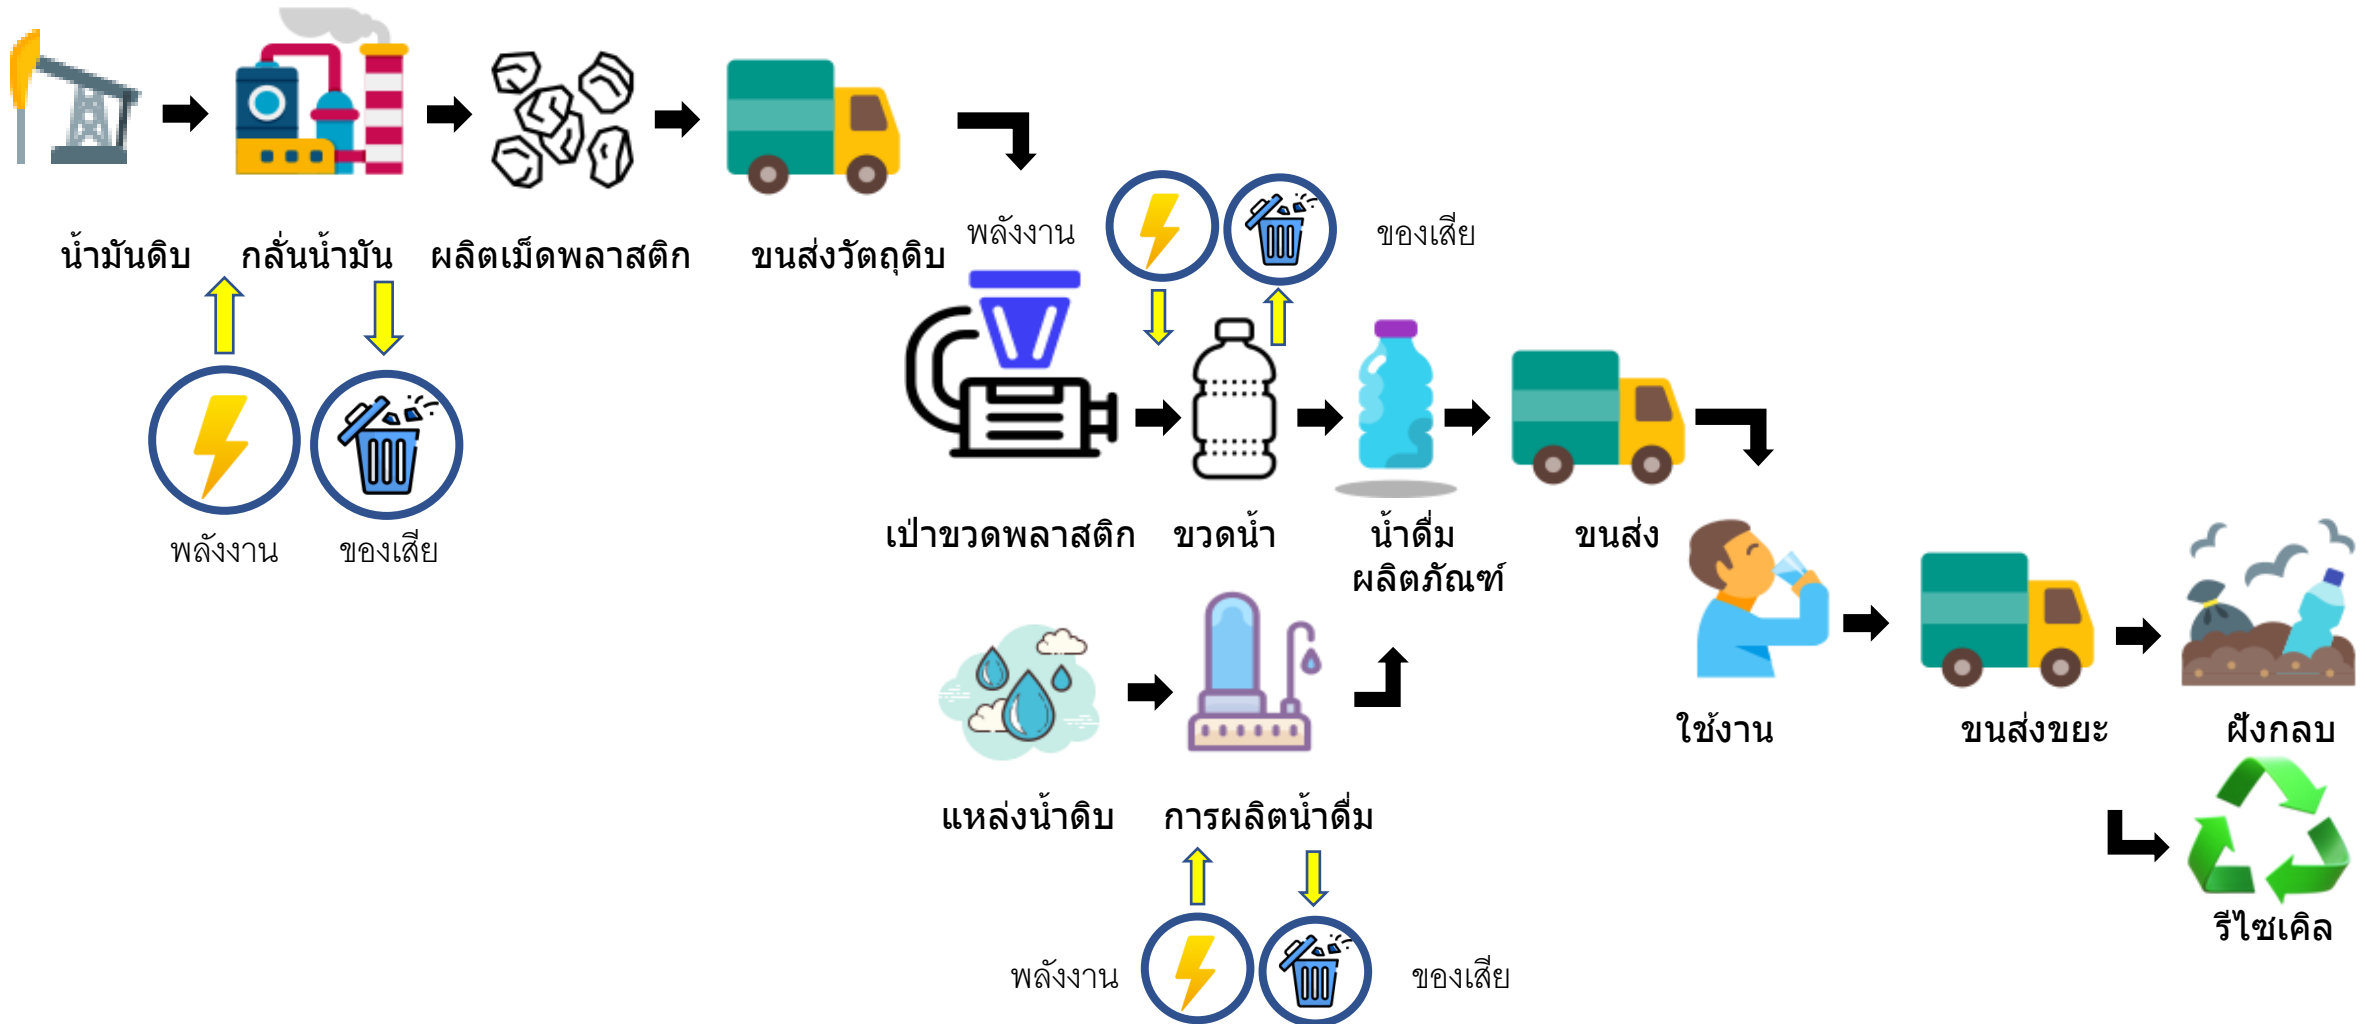 น้ำมันดิบ
กลั่นน้ำมัน
ผลิตเม็ดพลาสติก
ขนส่งวัตถุดิบ
พลังงาน
ของเสีย
พลังงาน
ของเสีย
เป่าขวดพลาสติก
ขวดน้ำ
น้ำดื่ม
ผลิตภัณฑ์
ขนส่ง
แหล่งน้ำดิบ
การผลิตน้ำดื่ม
พลังงาน
ของเสีย
ใช้งาน
ขนส่งขยะ
ฝังกลบ
รีไซเคิล